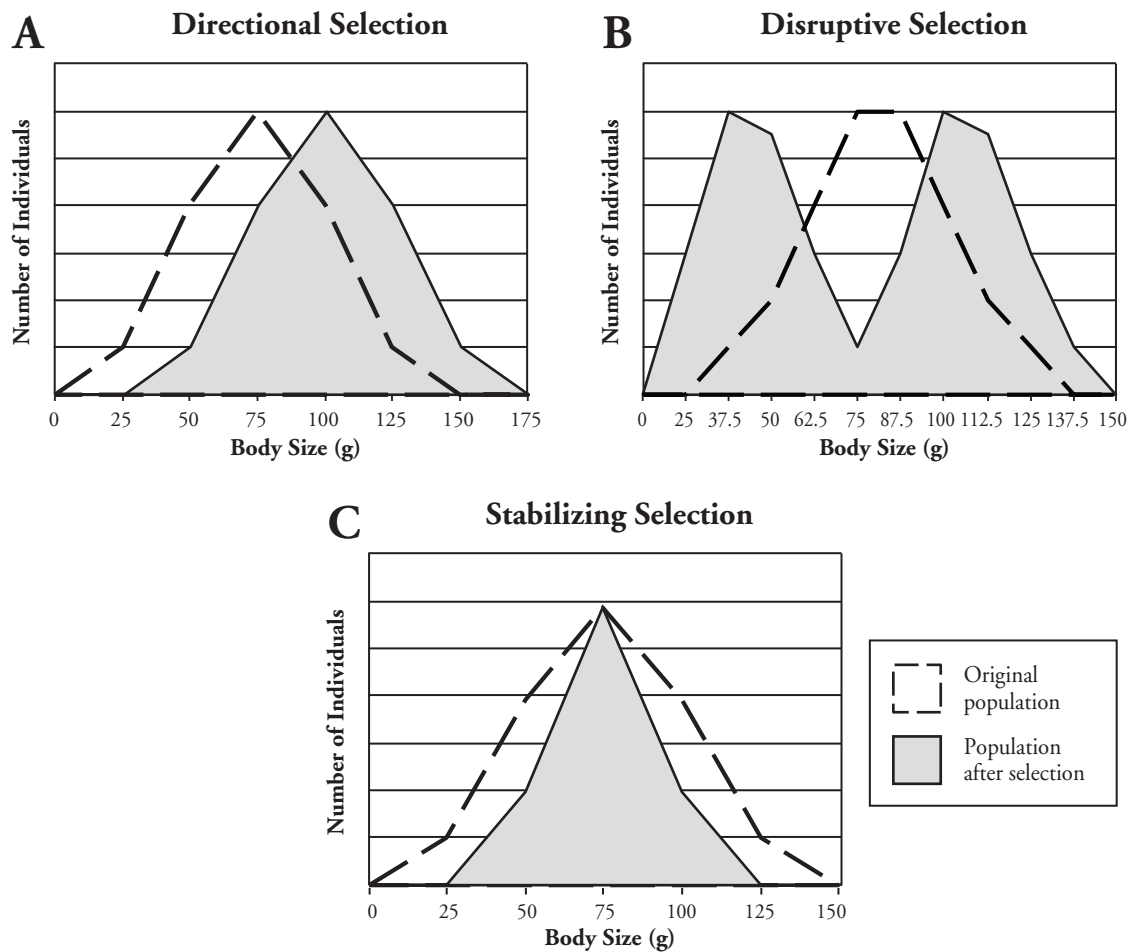 A
Directional Selection
Number of Individuals
0 25 50 75 100 125 150 175
Body Size (g)
B
Disruptive Selection
Number of Individuals
0 25 37.5 50 62.5 75 87.5 100 112.5 125 137.5 150
Body Size (g)
C
Stabilizing Selection
Number of Individuals
0 25 50 75 100 125 150
Body Size (g)
Original
population
Population
after selection